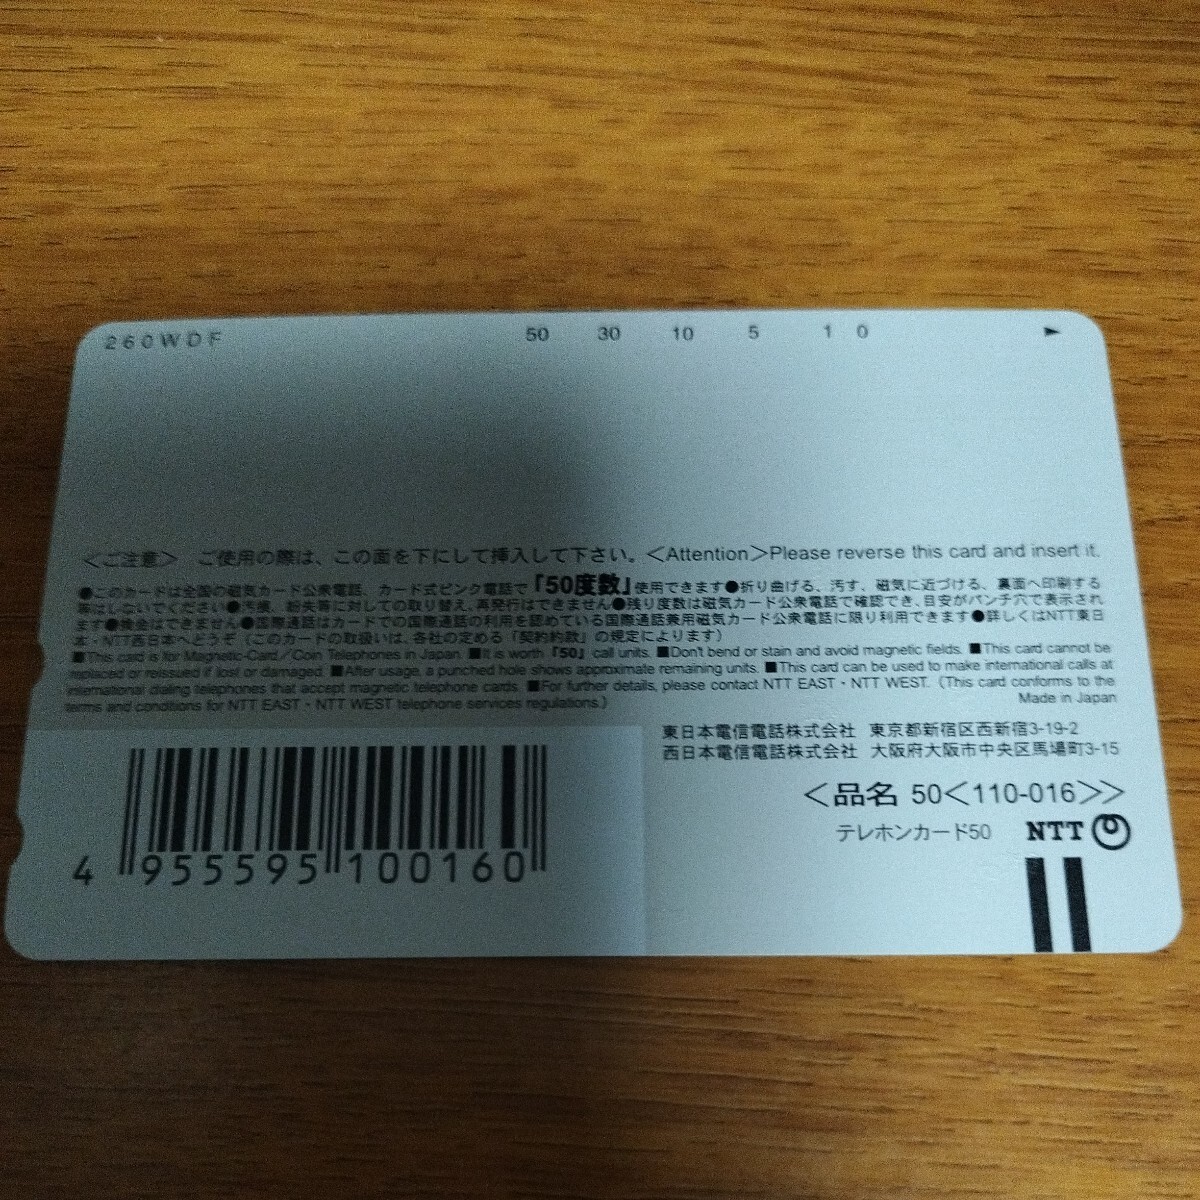 260WDF 50 30 10 5 1 0 ►
＜ご注意＞ ご使用の際は、この面を下にして挿入して下さい。＜Attention＞Please reverse this card and insert it.
●このカードは全国の磁気カード公衆電話、カード式ピンク電話で「50度数」使用できます●折り曲げる、汚す、磁気に近づける、裏面へ印刷する
等はしないでください●汚損、紛失等に対しての取り替え、再発行はできません●残り度数は磁気カード公衆電話で確認でき、目安がパンチ穴で表示され
ます●換金はできません●国際通話はカードでの国際通話の利用を認めている国際通話兼用磁気カード公衆電話に限り利用できます●詳しくはNTT東日
本・NTT西日本へどうぞ（このカードの取扱いは、各社の定める「契約約款」の規定によります）
■This card is for Magnetic-Card／Coin Telephones in Japan. ■It is worth「50」call units. ■Don't bend or stain and avoid magnetic fields. ■This card cannot be
replaced or reissued if lost or damaged. ■After usage, a punched hole shows approximate remaining units. ■This card can be used to make international calls at
international dialing telephones that accept magnetic telephone cards. ■For further details, please contact NTT EAST・NTT WEST.（This card conforms to the
terms and conditions for NTT EAST・NTT WEST telephone services regulations.） Made in Japan
東日本電信電話株式会社 東京都新宿区西新宿3-19-2
西日本電信電話株式会社 大阪府大阪市中央区馬場町3-15
＜品名 50＜110-016＞＞
テレホンカード50 NTT
4 955595 100160